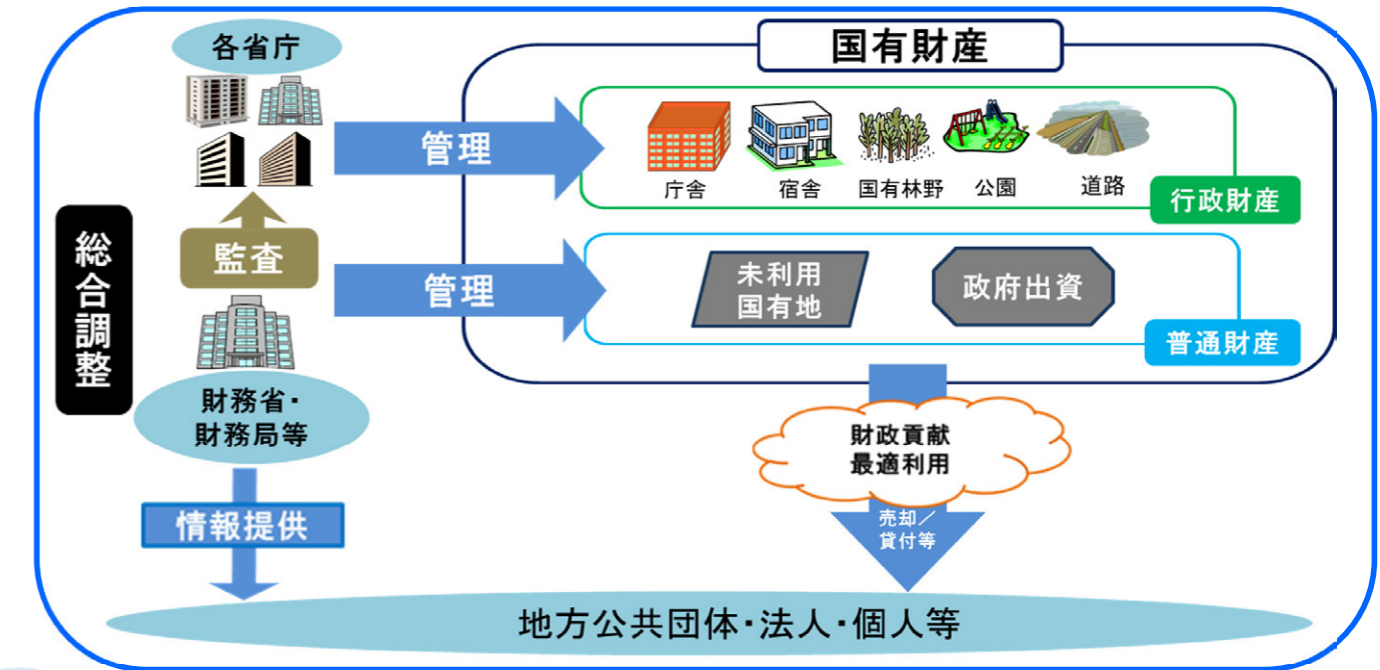 各省庁
国有財産
管理
庁舎
宿舎
国有林野
公園
道路
行政財産
総合調整
監査
管理
未利用
国有地
政府出資
普通財産
財務省・
財務局等
財政貢献
最適利用
情報提供
売却／
貸付等
地方公共団体・法人・個人等